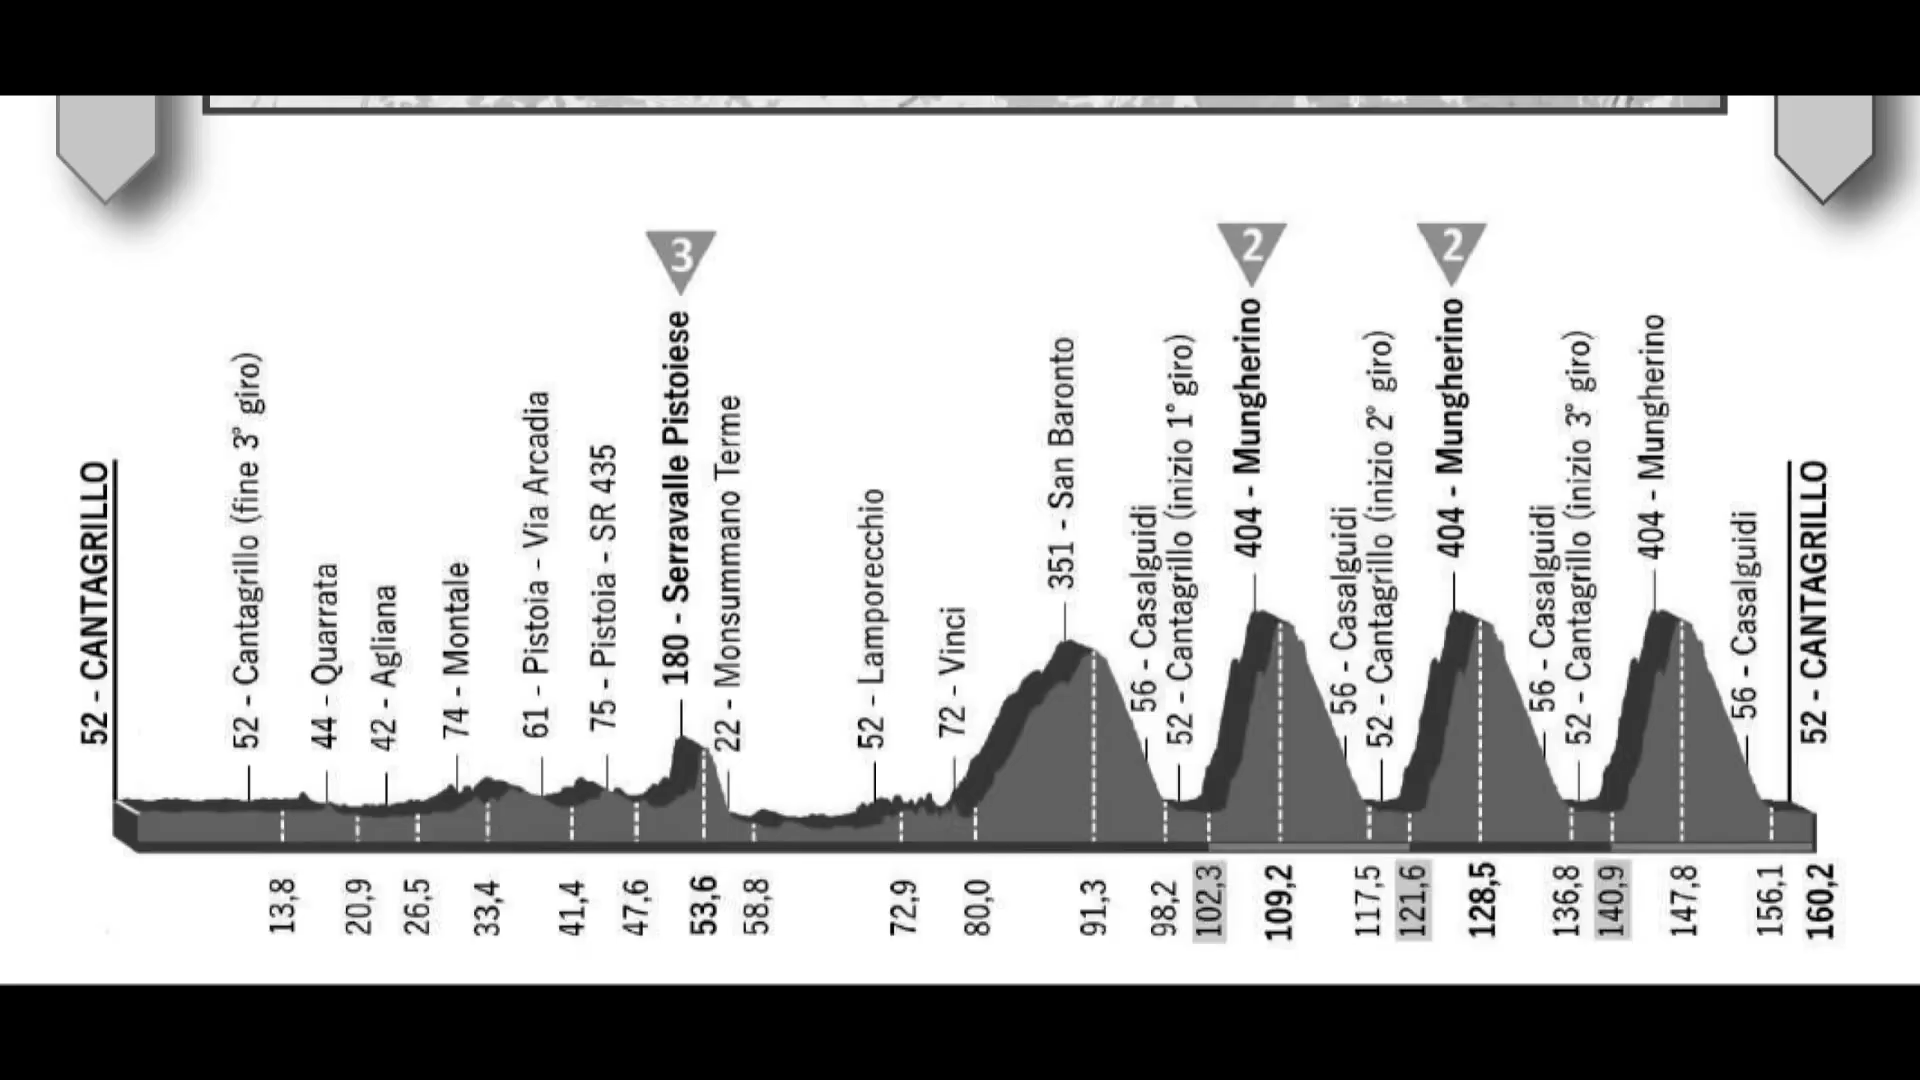 3
2
2
52 - CANTAGRILLO
52 - Cantagrillo (fine 3° giro)
44 - Quarrata
42 - Agliana
74 - Montale
61 - Pistoia - Via Arcadia
75 - Pistoia - SR 435
180 - Serravalle Pistoiese
22 - Monsummano Terme
52 - Lamporecchio
72 - Vinci
351 - San Baronto
56 - Casalguidi
52 - Cantagrillo (inizio 1° giro)
404 - Mungherino
56 - Casalguidi
52 - Cantagrillo (inizio 2° giro)
404 - Mungherino
56 - Casalguidi
52 - Cantagrillo (inizio 3° giro)
404 - Mungherino
56 - Casalguidi
52 - CANTAGRILLO
13,8
20,9
26,5
33,4
41,4
47,6
53,6
58,8
72,9
80,0
91,3
98,2
102,3
109,2
117,5
121,6
128,5
136,8
140,9
147,8
156,1
160,2